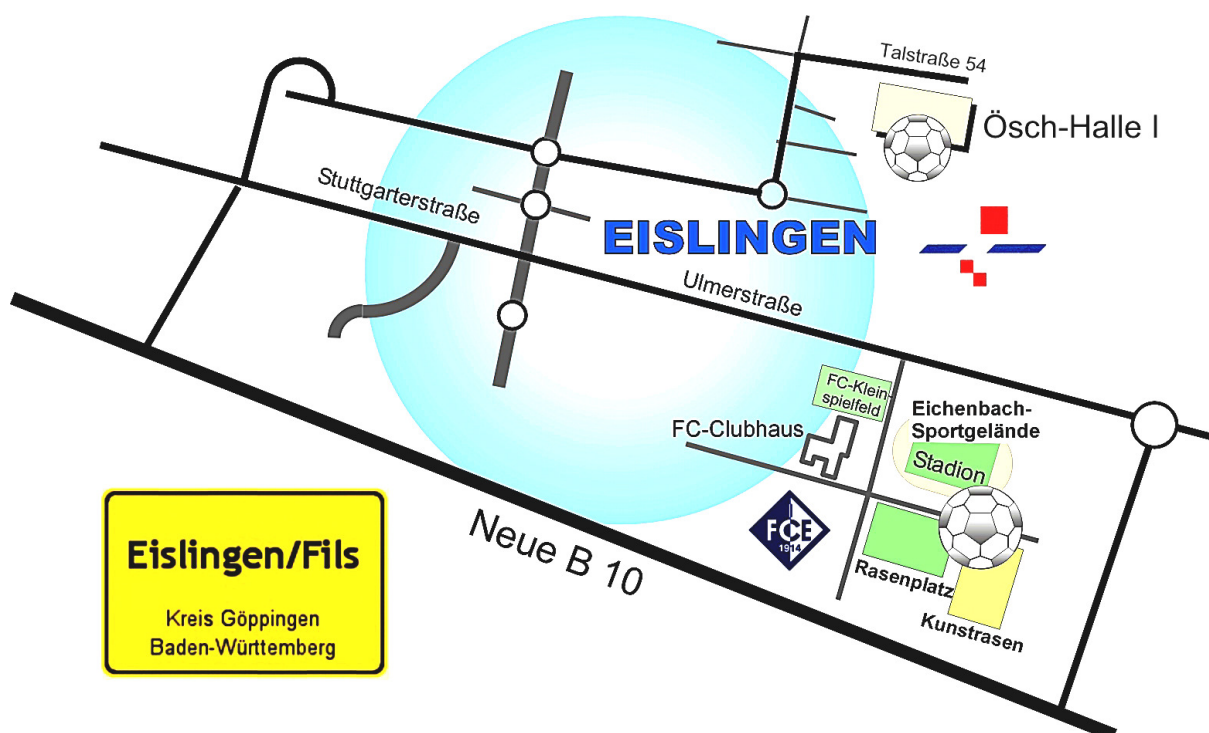 Talstraße 54
Ösch-Halle I
Stuttgarterstraße
EISLINGEN
Ulmerstraße
FC-Klein-
spielfeld
Eichenbach-
Sportgelände
FC-Clubhaus
Stadion
Neue B 10
FCE
1914
Rasenplatz
Kunstrasen
Eislingen/Fils
Kreis Göppingen
Baden-Württemberg